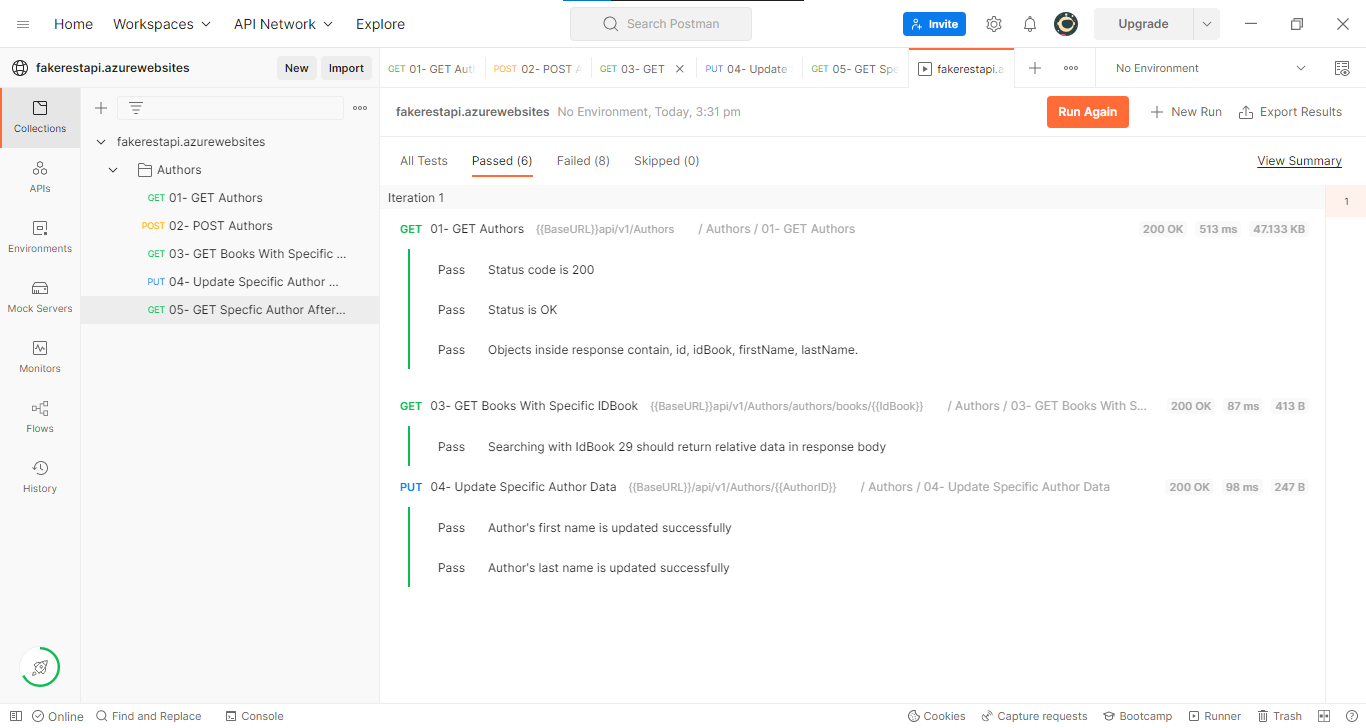 Home Workspaces API Network Explore Search Postman Invite Upgrade
fakerestapi.azurewebsites New Import GET 01- GET Aut POST 02- POST A GET 03- GET PUT 04- Update GET 05- GET Spe fakerestapi.a No Environment
Collections
APIs
Environments
Mock Servers
Monitors
Flows
History
fakerestapi.azurewebsites
Authors
GET 01- GET Authors
POST 02- POST Authors
GET 03- GET Books With Specific ...
PUT 04- Update Specific Author ...
GET 05- GET Specfic Author After...
fakerestapi.azurewebsites No Environment, Today, 3:31 pm Run Again New Run Export Results
All Tests Passed (6) Failed (8) Skipped (0) View Summary
Iteration 1 1
GET 01- GET Authors {{BaseURL}}api/v1/Authors / Authors / 01- GET Authors 200 OK 513 ms 47.133 KB
Pass Status code is 200
Pass Status is OK
Pass Objects inside response contain, id, idBook, firstName, lastName.
GET 03- GET Books With Specific IDBook {{BaseURL}}api/v1/Authors/authors/books/{{IdBook}} / Authors / 03- GET Books With S... 200 OK 87 ms 413 B
Pass Searching with IdBook 29 should return relative data in response body
PUT 04- Update Specific Author Data {{BaseURL}}/api/v1/Authors/{{AuthorID}} / Authors / 04- Update Specific Author Data 200 OK 98 ms 247 B
Pass Author's first name is updated successfully
Pass Author's last name is updated successfully
Online Find and Replace Console Cookies Capture requests Bootcamp Runner Trash